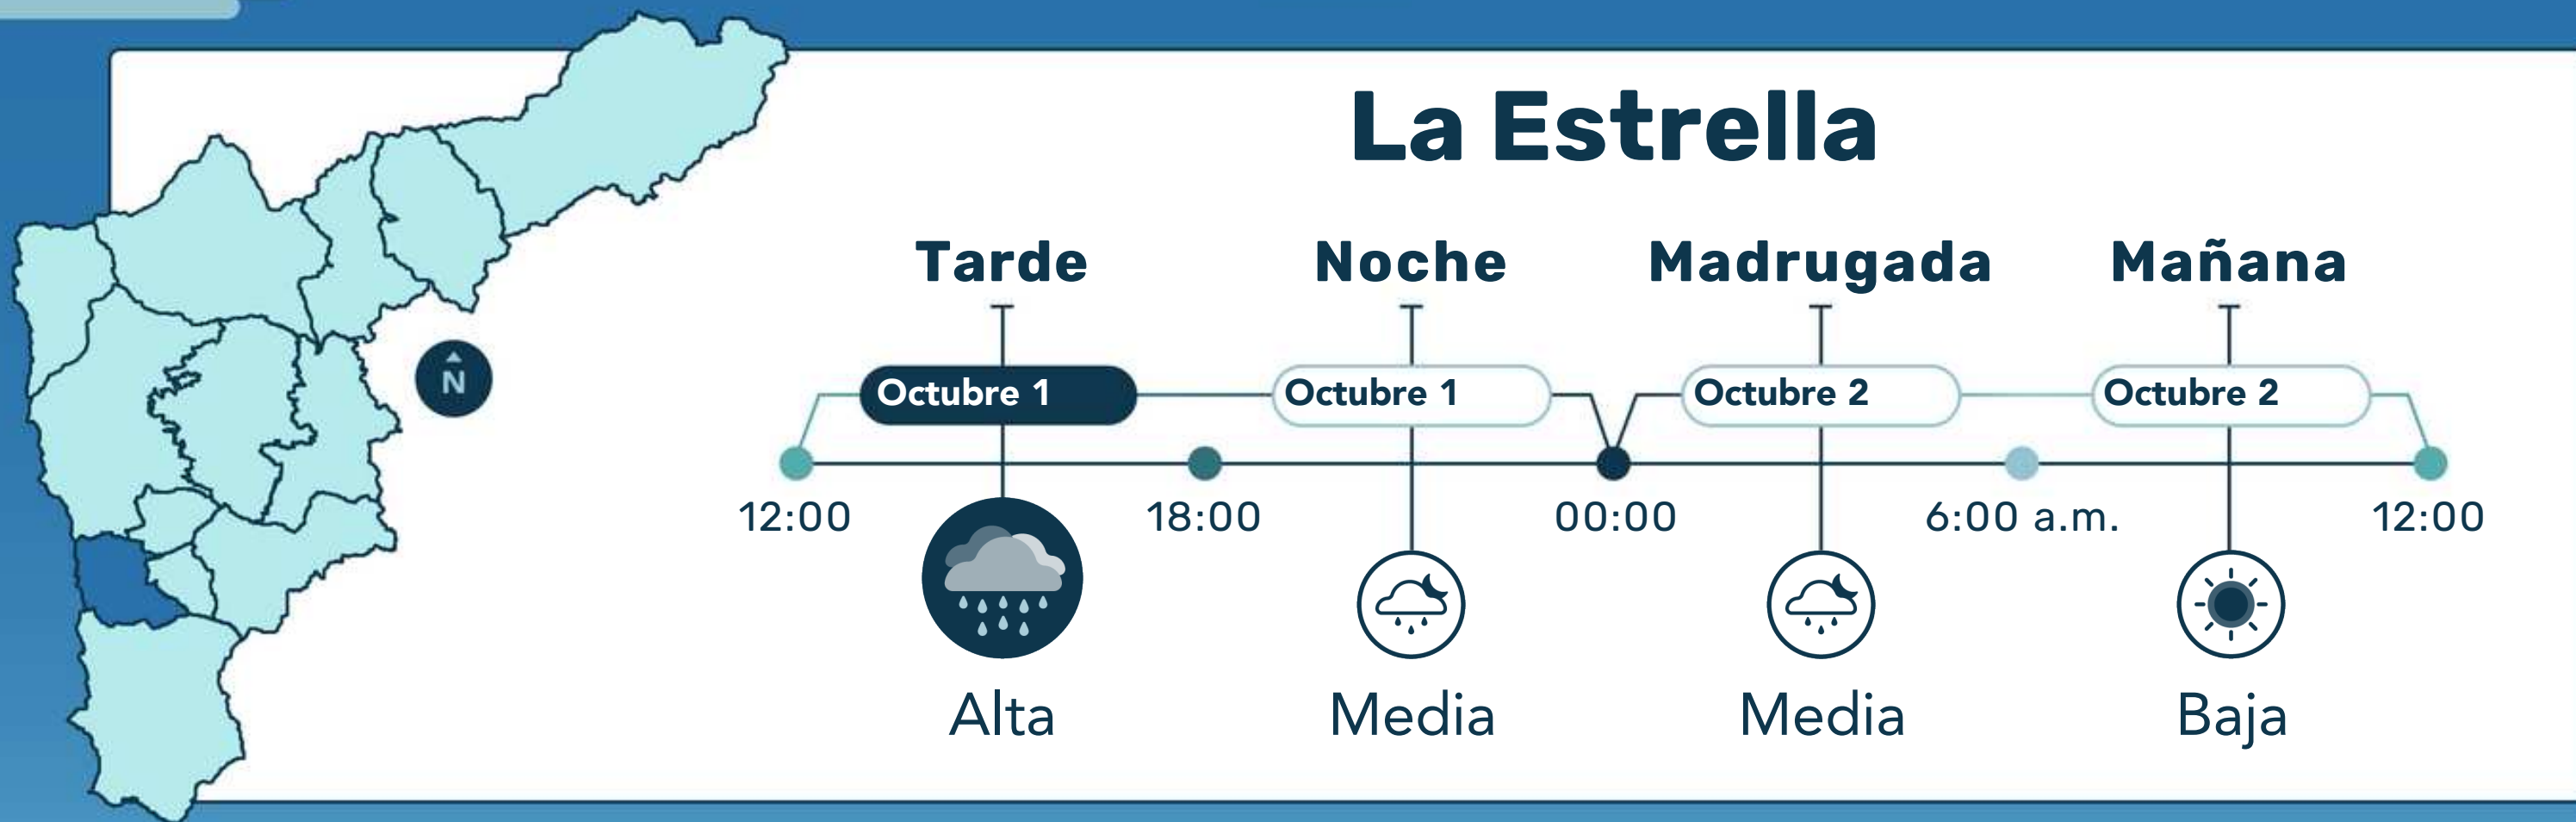 La Estrella
Tarde Noche Madrugada Mañana
N
Octubre 1 Octubre 1 Octubre 2 Octubre 2
12:00 18:00 00:00 6:00 a.m. 12:00
Alta Media Media Baja